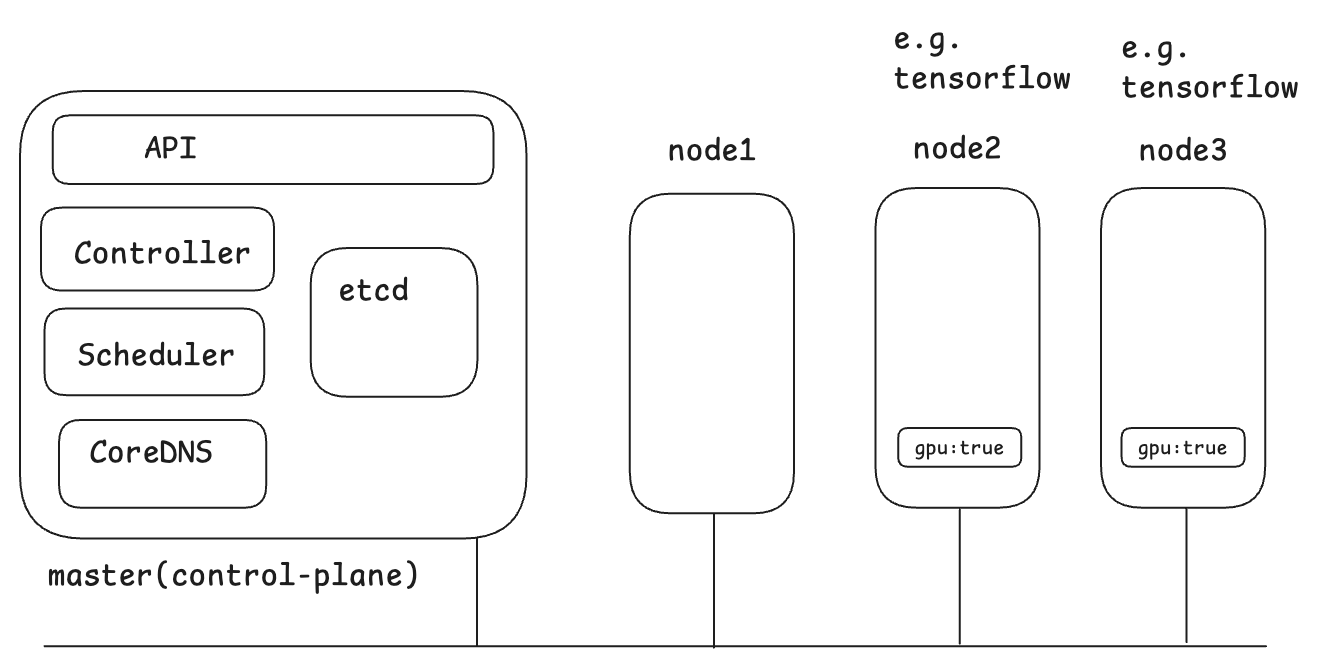 e.g.
tensorflow
e.g.
tensorflow
API
node1
node2
node3
Controller
etcd
Scheduler
CoreDNS
gpu:true
gpu:true
master(control-plane)